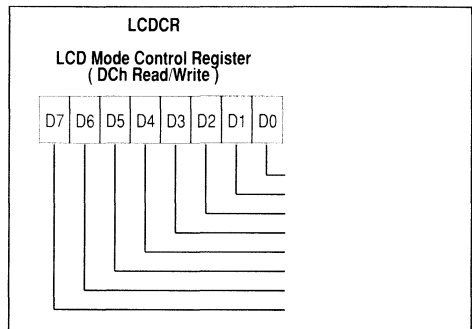 LCDCR
LCD Mode Control Register
( DCh Read/Write )
D7 D6 D5 D4 D3 D2 D1 D0